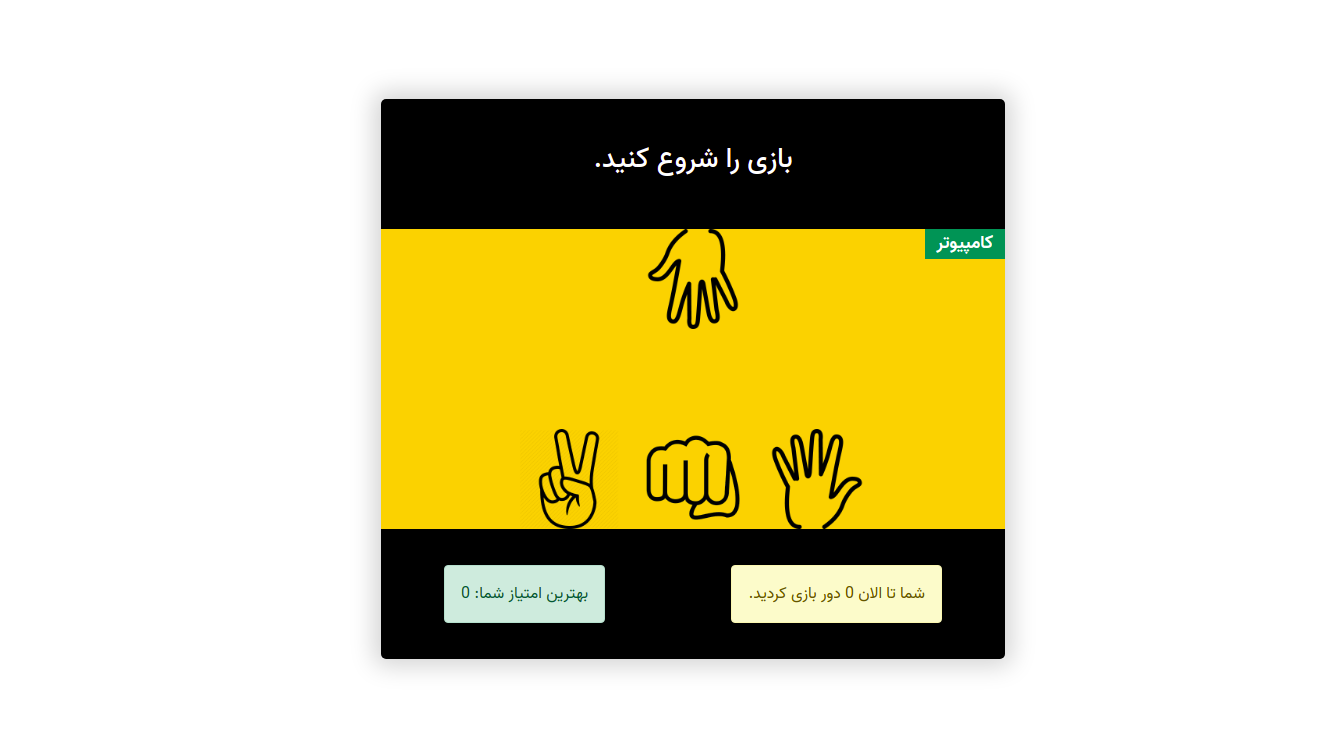 بازی را شروع کنید.
کامپیوتر
شما تا الان 0 دور بازی کردید.
بهترین امتیاز شما: 0